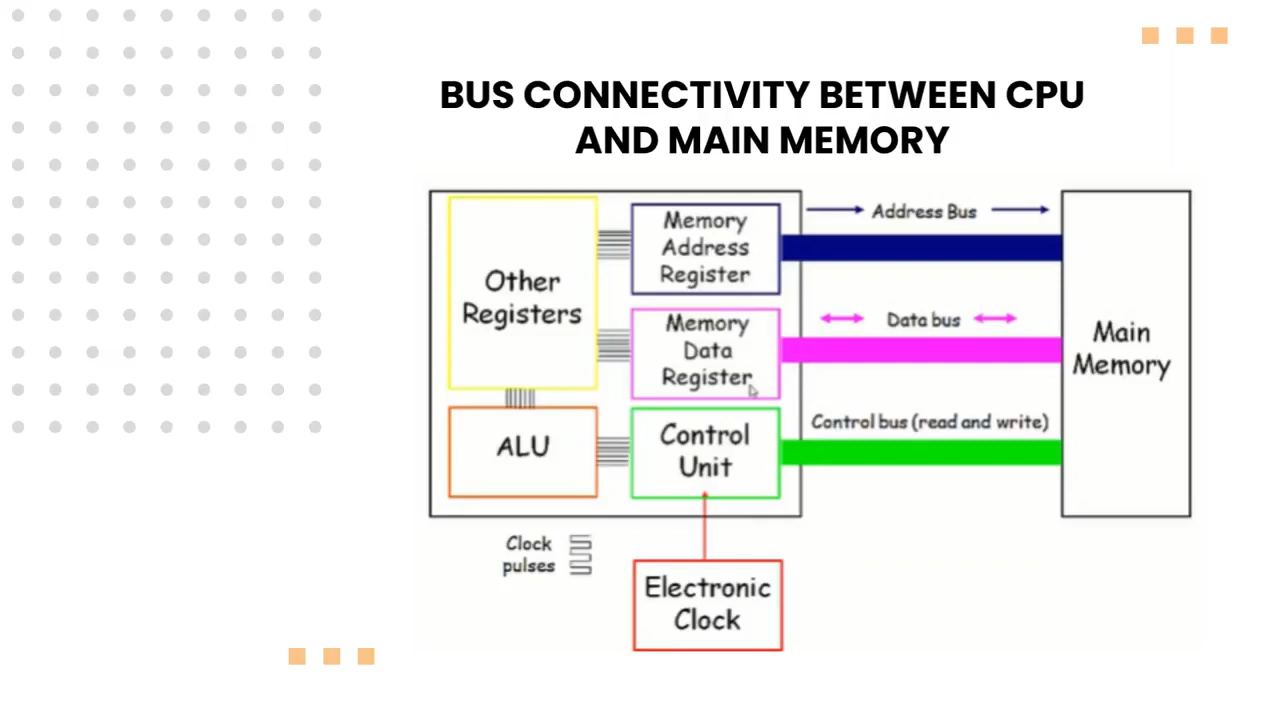 BUS CONNECTIVITY BETWEEN CPU
AND MAIN MEMORY
Other
Registers
Memory
Address
Register
Address Bus
Memory
Data
Register
Data bus
Main
Memory
ALU
Control
Unit
Control bus (read and write)
Clock
pulses
Electronic
Clock